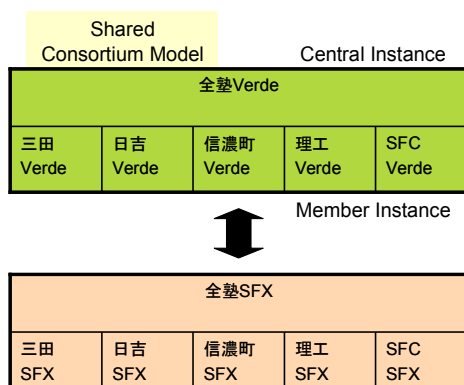 Shared
Consortium Model
Central Instance
全塾Verde
三田
Verde
日吉
Verde
信濃町
Verde
理工
Verde
SFC
Verde
Member Instance
全塾SFX
三田
SFX
日吉
SFX
信濃町
SFX
理工
SFX
SFC
SFX